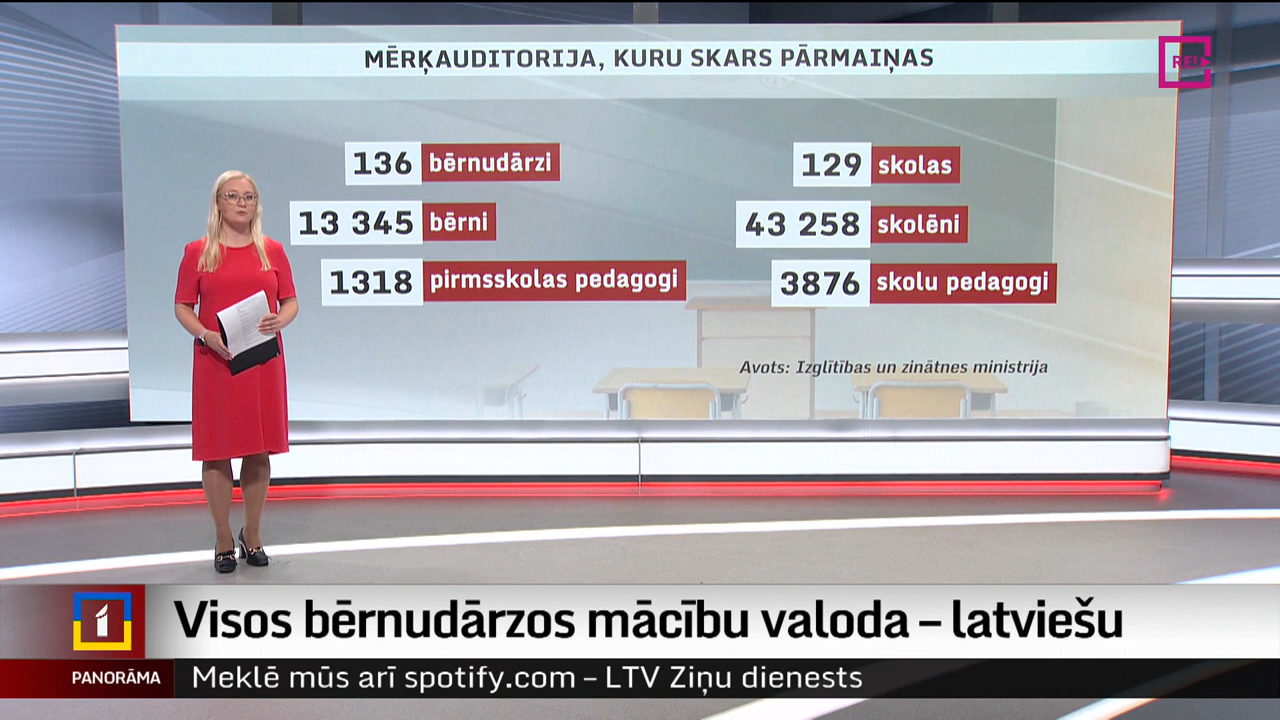 MĒRĶAUDITORIJA, KURU SKARS PĀRMAIŅAS
RE!
136 bērnudārzi
13 345 bērni
1318 pirmsskolas pedagogi
129 skolas
43 258 skolēni
3876 skolu pedagogi
Avots: Izglītības un zinātnes ministrija
1
Visos bērnudārzos mācību valoda – latviešu
PANORĀMA
Meklē mūs arī spotify.com – LTV Ziņu dienests